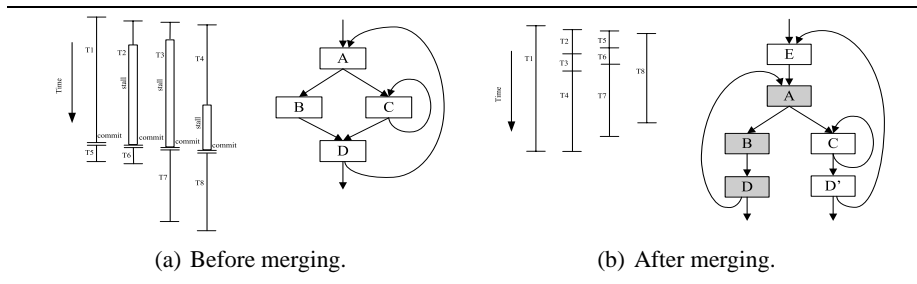 Time
T1
T5
commit
T2
stall
T6
commit
T3
stall
T7
commit
T4
stall
T8
commit
A
B
C
D
(a) Before merging.
Time
T1
T2
T3
T4
T5
T6
T7
T8
E
A
B
C
D
D’
(b) After merging.